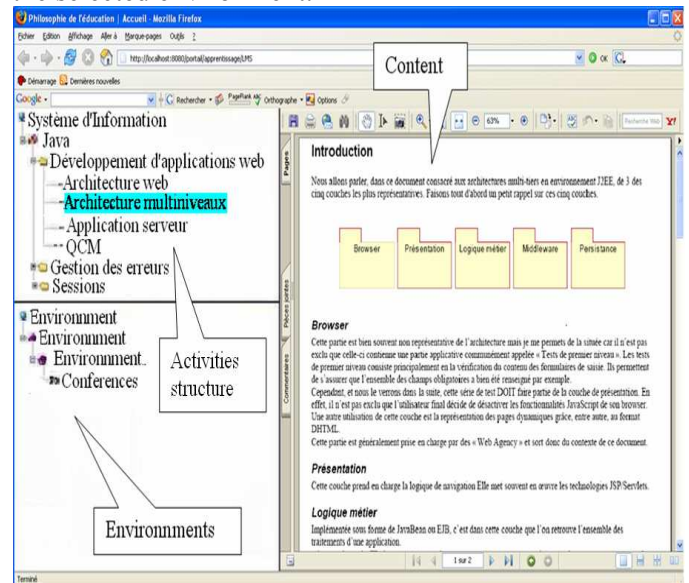 Philosophie de l'éducation | Accueil - Mozilla Firefox
Fichier Edition Affichage Aller à Marque-pages Outils ?
http://localhost:8080/portal/apprentissage/LMS
OK
Démarrage Dernières nouvelles
Google Rechercher PageRank Orthographe Options
Système d'Information
Java
Développement d'applications web
Architecture web
Architecture multiniveaux
Application serveur
QCM
Gestion des erreurs
Sessions
Environnment
Environnment
Environnment..
Conferences
Activities
structure
Environnments
Content
63%
Recherche Web
Pages
Pièces jointes
Commentaires
Introduction
Nous allons parler, dans ce document consacré aux architectures multi-tiers en environnement J2EE, de 3 des
cinq couches les plus représentatives. Faisons tout d'abord un petit rappel sur ces cinq couches.
Browser Présentation Logique métier Middleware Persistance
Browser
Cette partie est bien souvent non représentative de l'architecture mais je me permets de la située car il n'est pas
exclu que celle-ci contienne une partie applicative communément appelée « Tests de premier niveau ». Les tests
de premier niveau consiste principalement en la vérification du contenu des formulaires de saisie. Ils permettent
de s'assurer que l'ensemble des champs obligatoires a bien été renseigné par exemple.
Cependant, et nous le verrons dans la suite, cette série de test DOIT faire partie de la couche de présentation. En
effet, il n'est pas exclu que l'utilisateur final décide de désactiver les fonctionnalités JavaScript de son browser.
Une autre utilisation de cette couche est la représentation des pages dynamiques grâce, entre autre, au format
DHTML.
Cette partie est généralement prise en charge par des « Web Agency » et sort donc du contexte de ce document.
Présentation
Cette couche prend en charge la logique de navigation Elle met souvent en œuvre les technologies JSP/Servlets.
Logique métier
Implémentée sous forme de JavaBean ou EJB, c'est dans cette couche que l'on retrouve l'ensemble des
traitements d'une application.
1 sur 2
Terminé